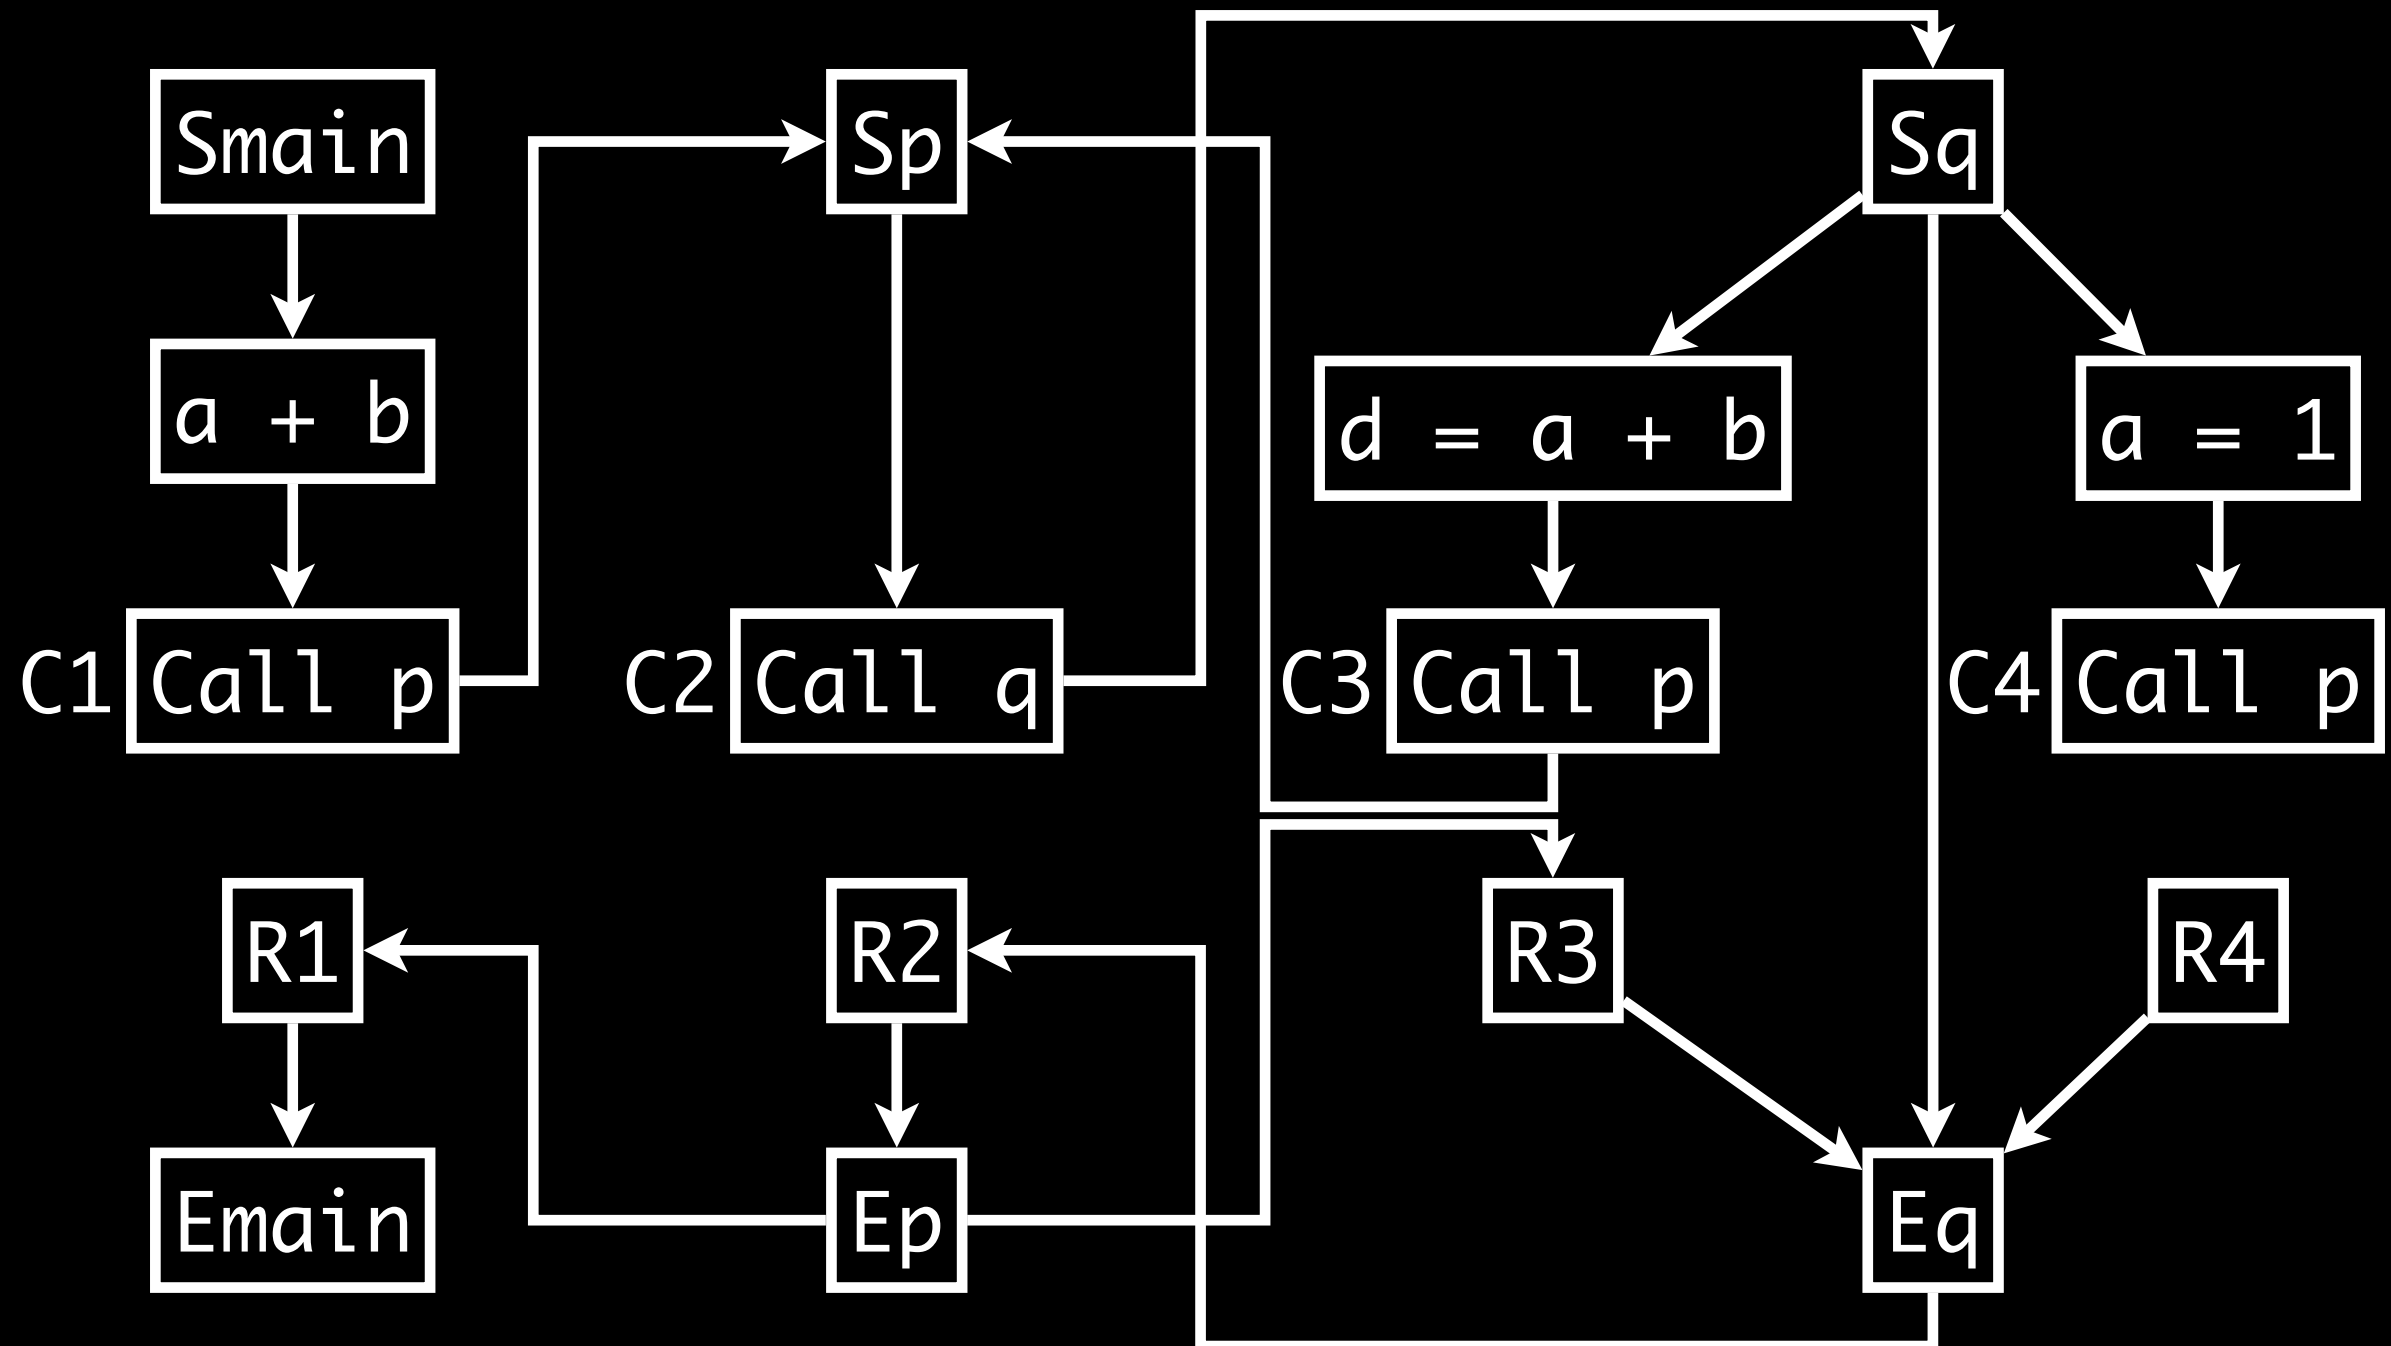 Smain
Sp
Sq
a + b
d = a + b
a = 1
C1 Call p
C2 Call q
C3 Call p
C4 Call p
R1
R2
R3
R4
Emain
Ep
Eq